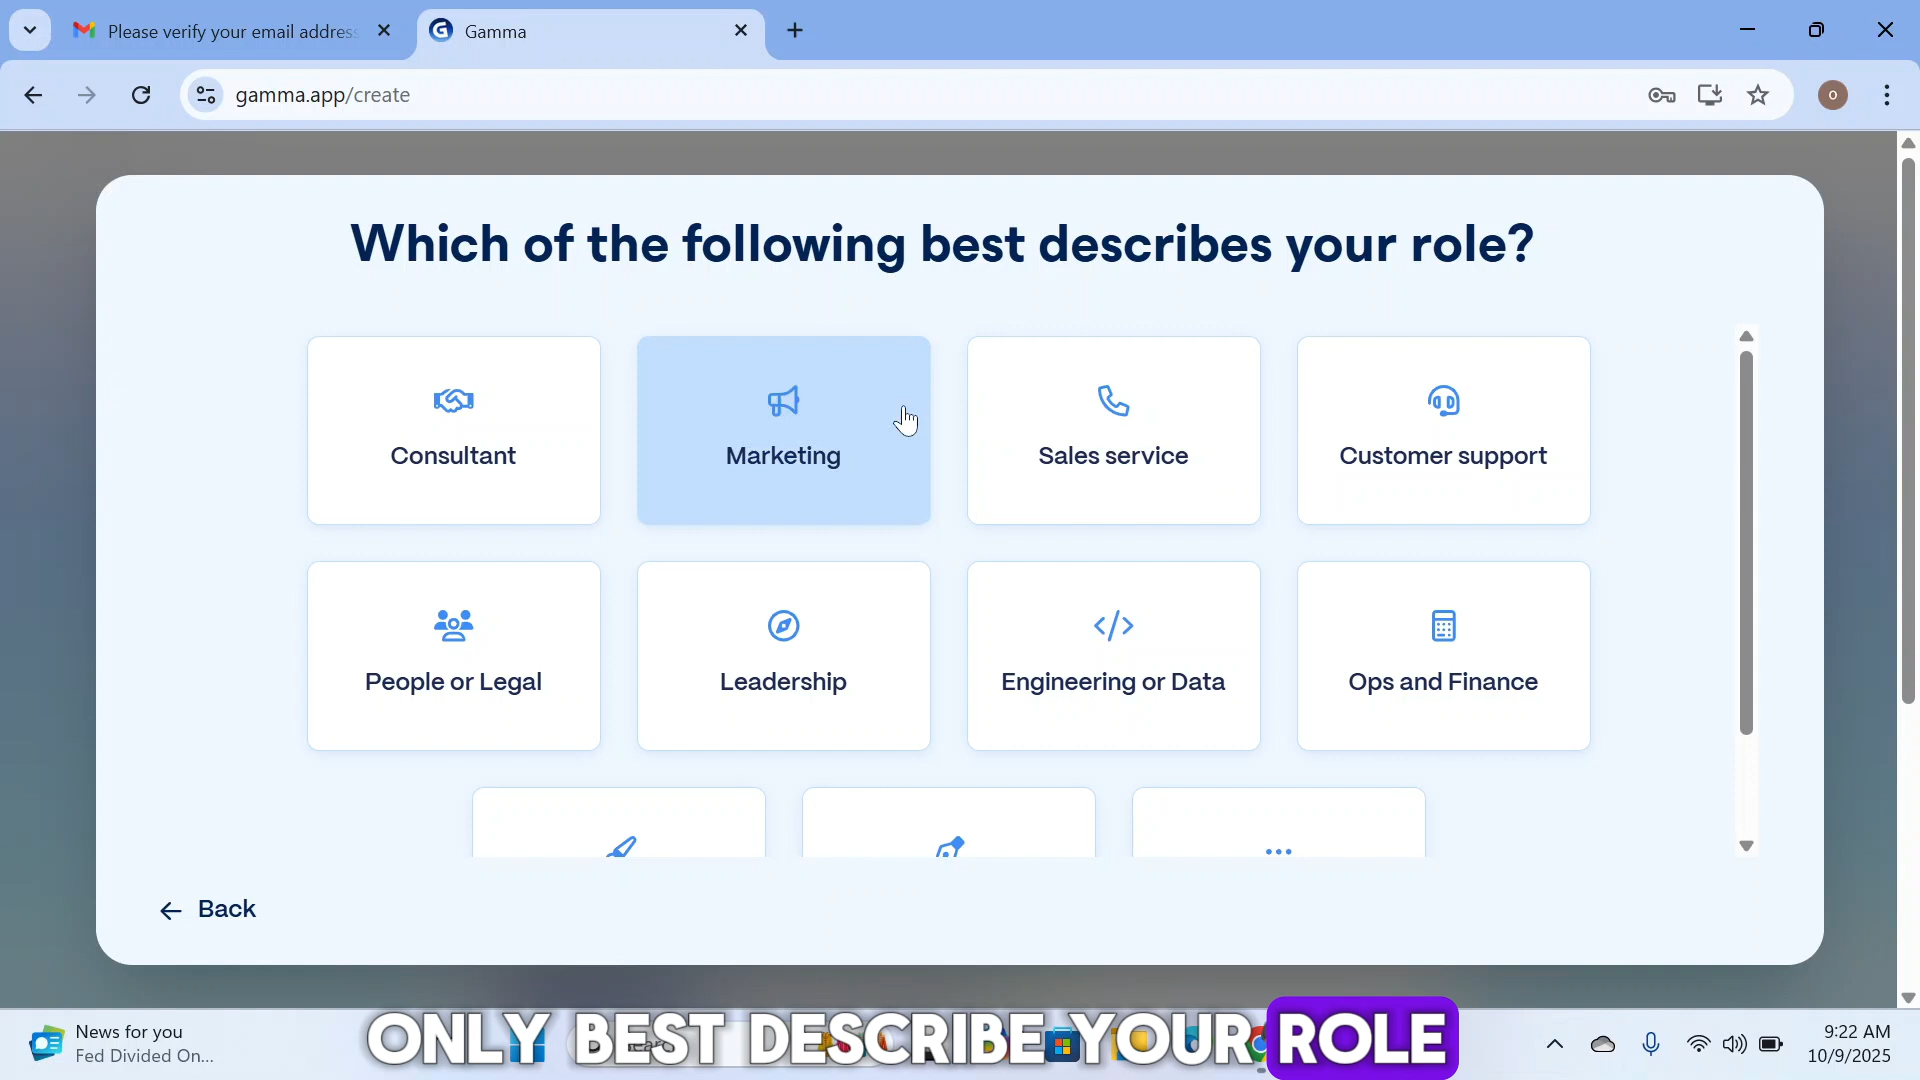 Please verify your email address
Gamma
gamma.app/create
O
Which of the following best describes your role?
Consultant
Marketing
Sales service
Customer support
People or Legal
Leadership
Engineering or Data
Ops and Finance
Back
News for you
Fed Divided On...
ONLY BEST DESCRIBE YOUR ROLE
9:22 AM
10/9/2025